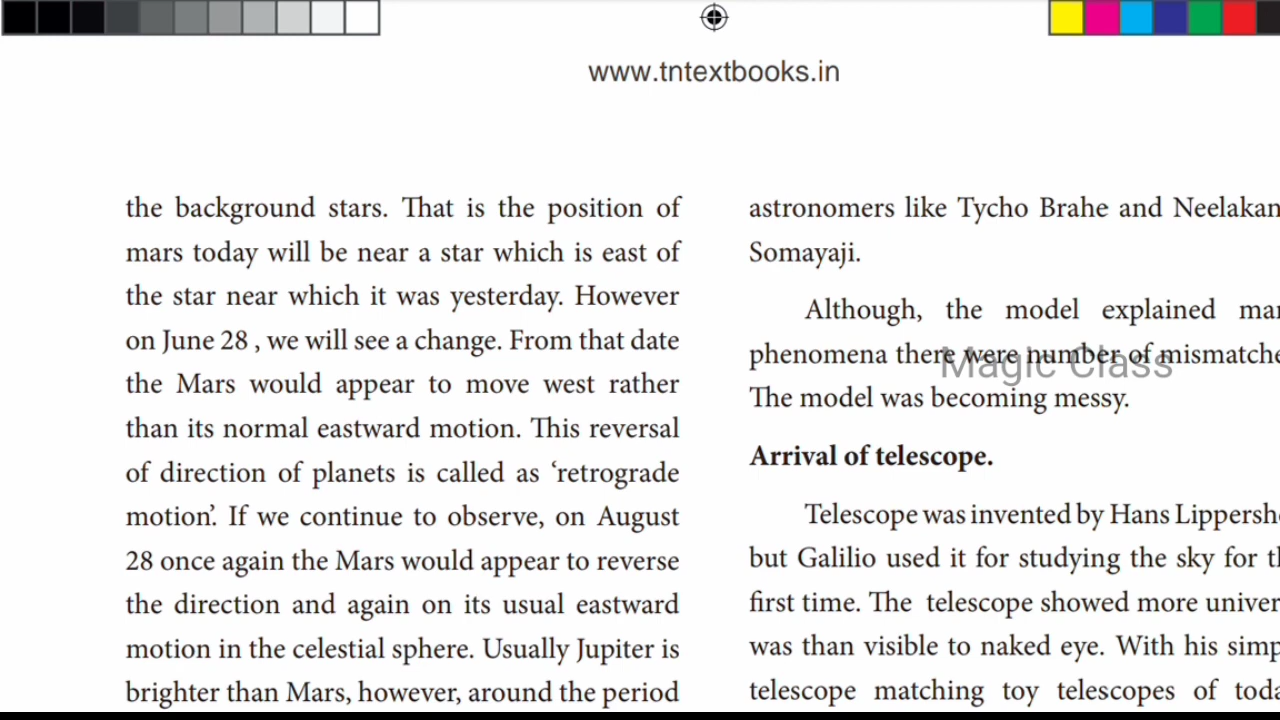 www.tntextbooks.in
the background stars. That is the position of
mars today will be near a star which is east of
the star near which it was yesterday. However
on June 28 , we will see a change. From that date
the Mars would appear to move west rather
than its normal eastward motion. This reversal
of direction of planets is called as ‘retrograde
motion’. If we continue to observe, on August
28 once again the Mars would appear to reverse
the direction and again on its usual eastward
motion in the celestial sphere. Usually Jupiter is
brighter than Mars, however, around the period
astronomers like Tycho Brahe and Neelakan
Somayaji.
Although, the model explained man
phenomena there were number of mismatche
The model was becoming messy.
Magic Class
Arrival of telescope.
Telescope was invented by Hans Lippershe
but Galilio used it for studying the sky for th
first time. The telescope showed more univer
was than visible to naked eye. With his simp
telescope matching toy telescopes of toda